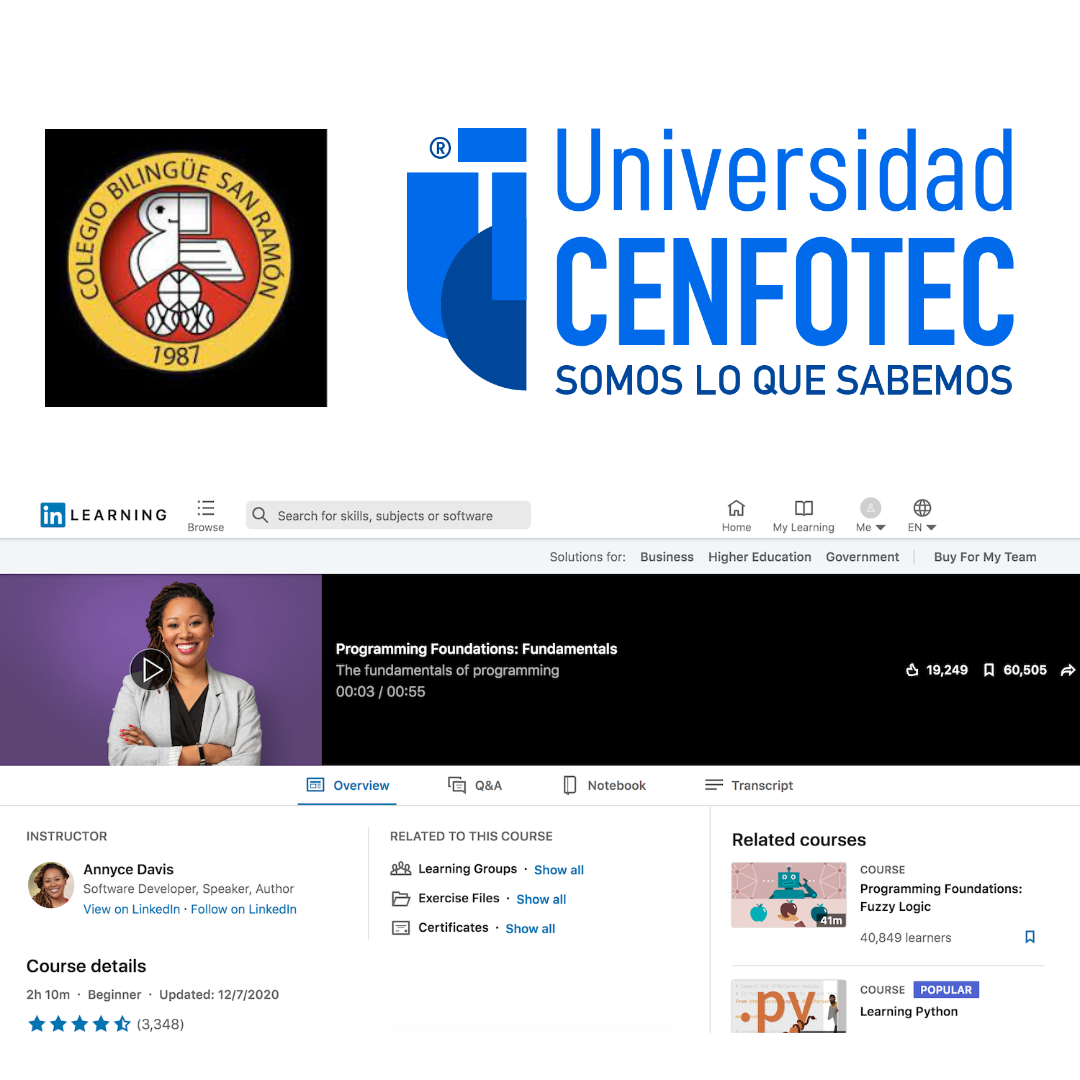 COLEGIO BILINGÜE SAN RAMÓN
1987
®
Universidad
CENFOTEC
SOMOS LO QUE SABEMOS
in LEARNING
Browse
Search for skills, subjects or software
Home
My Learning
Me
EN
Solutions for: Business Higher Education Government Buy For My Team
Programming Foundations: Fundamentals
The fundamentals of programming
00:03 / 00:55
19,249
60,505
Overview
Q&A
Notebook
Transcript
INSTRUCTOR
Annyce Davis
Software Developer, Speaker, Author
View on LinkedIn · Follow on LinkedIn
Course details
2h 10m · Beginner · Updated: 12/7/2020
(3,348)
RELATED TO THIS COURSE
Learning Groups · Show all
Exercise Files · Show all
Certificates · Show all
Related courses
41m
COURSE
Programming Foundations:
Fuzzy Logic
40,849 learners
.py
COURSE POPULAR
Learning Python